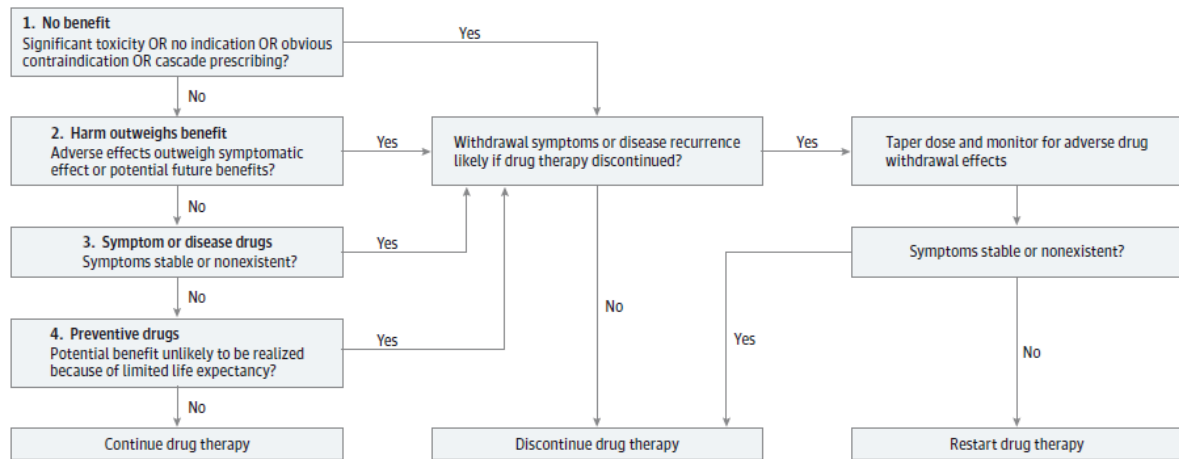 1. No benefit
Significant toxicity OR no indication OR obvious
contraindication OR cascade prescribing?
Yes
No
2. Harm outweighs benefit
Adverse effects outweigh symptomatic
effect or potential future benefits?
Yes
Withdrawal symptoms or disease recurrence
likely if drug therapy discontinued?
Yes
Taper dose and monitor for adverse drug
withdrawal effects
No
3. Symptom or disease drugs
Symptoms stable or nonexistent?
Yes
Symptoms stable or nonexistent?
No
No
4. Preventive drugs
Potential benefit unlikely to be realized
because of limited life expectancy?
Yes
Yes
No
No
Continue drug therapy
Discontinue drug therapy
Restart drug therapy